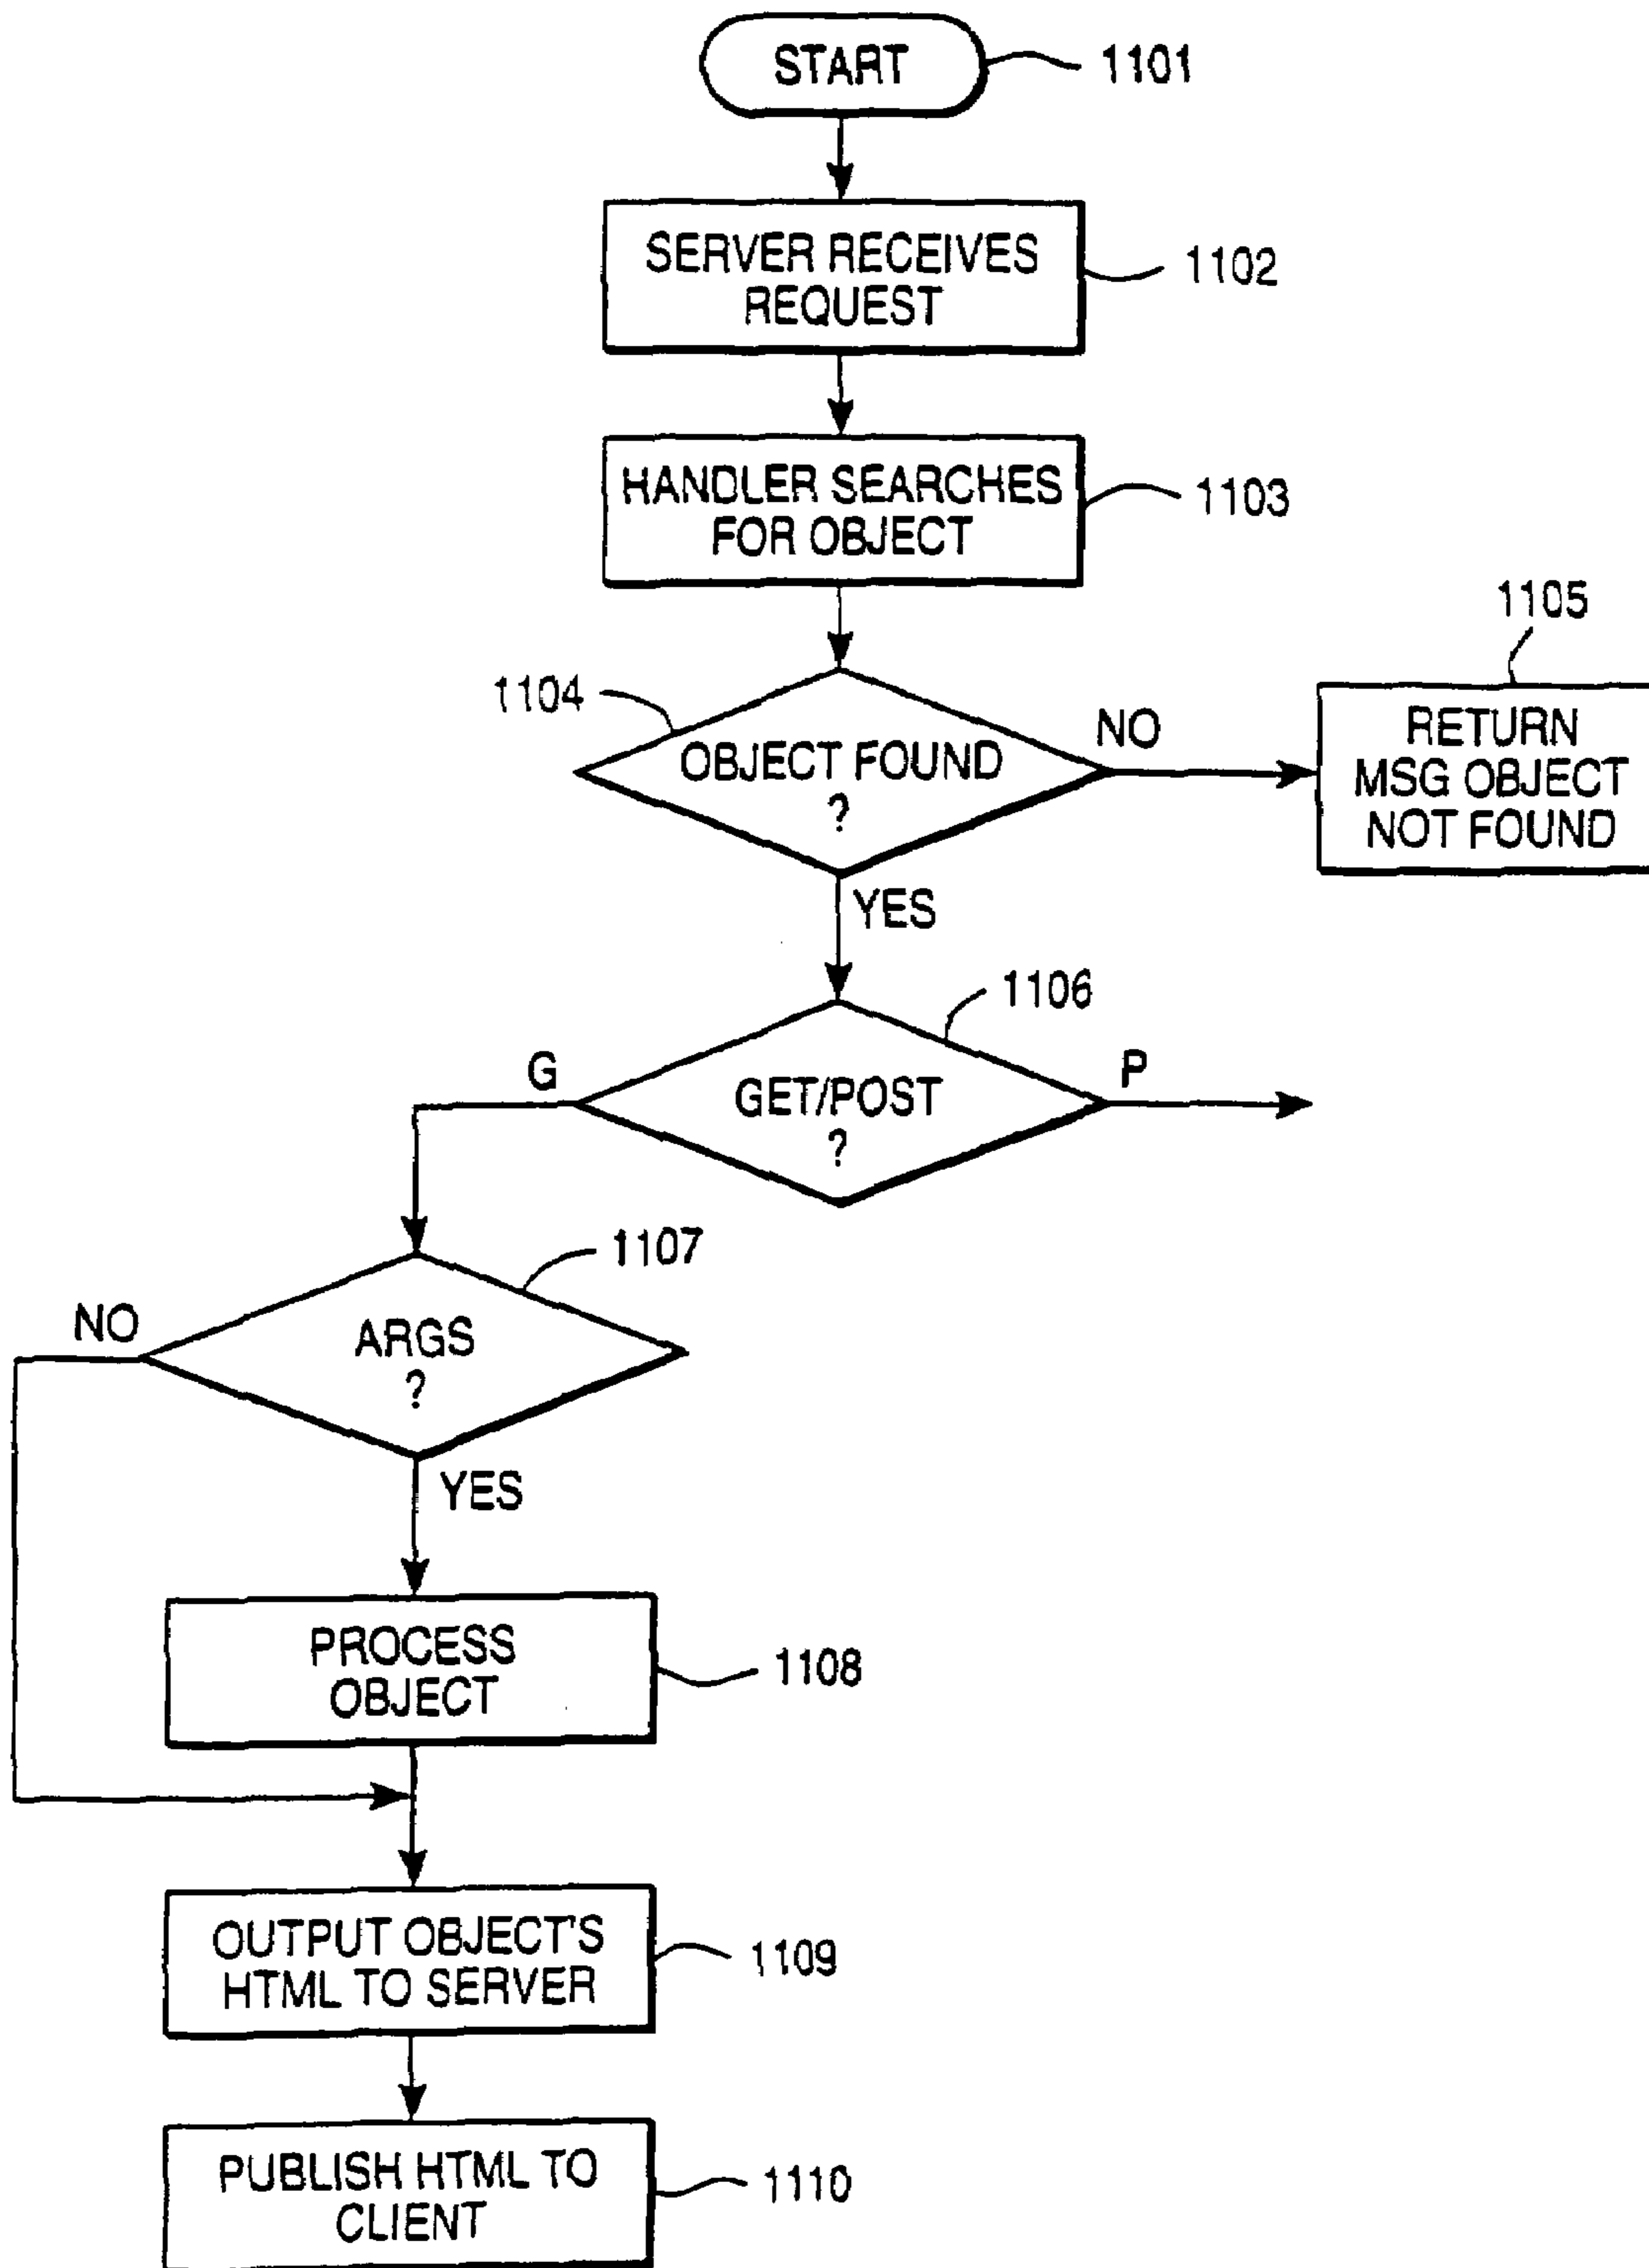 START
1101
SERVER RECEIVES
REQUEST
1102
HANDLER SEARCHES
FOR OBJECT
1103
1104
OBJECT FOUND
?
NO
1105
RETURN
MSG OBJECT
NOT FOUND
YES
1106
G
GET/POST
?
P
1107
NO
ARGS
?
YES
PROCESS
OBJECT
1108
OUTPUT OBJECT'S
HTML TO SERVER
1109
PUBLISH HTML TO
CLIENT
1110